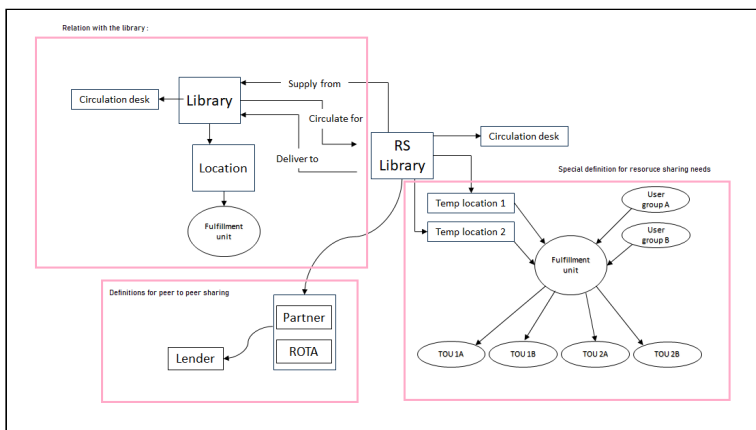 Relation with the library :
Supply from
Circulation desk
Library
Circulate for
RS
Library
Circulation desk
Deliver to
Location
Special definition for resoruce sharing needs
Fulfillment
unit
Temp location 1
Temp location 2
User
group A
User
group B
Fulfillment
unit
Definitions for peer to peer sharing
Partner
ROTA
Lender
TOU 1A
TOU 1B
TOU 2A
TOU 2B